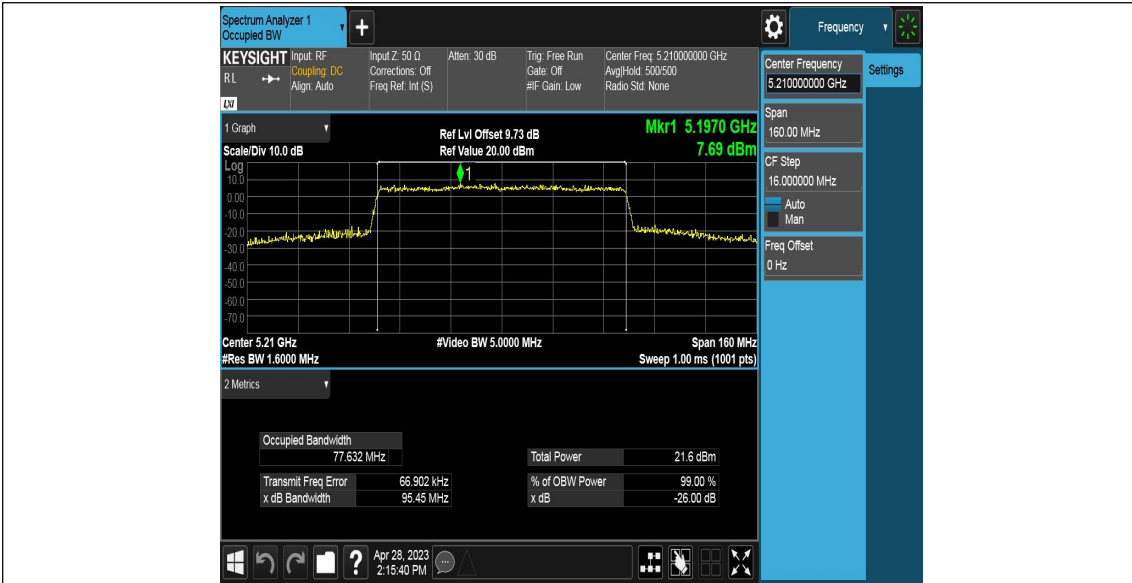 Spectrum Analyzer 1
Occupied BW
+
Frequency
KEYSIGHT
R L
LXI
Input: RF
Coupling: DC
Align: Auto
Input Z: 50 Ω
Corrections: Off
Freq Ref: Int (S)
Atten: 30 dB
Trig: Free Run
Gate: Off
#IF Gain: Low
Center Freq: 5.210000000 GHz
Avg|Hold: 500/500
Radio Std: None
Center Frequency
5.210000000 GHz
Settings
Span
160.00 MHz
CF Step
16.000000 MHz
Auto
Man
Freq Offset
0 Hz
1 Graph
Ref Lvl Offset 9.73 dB
Mkr1 5.1970 GHz
Scale/Div 10.0 dB
Ref Value 20.00 dBm
7.69 dBm
Log
1
10.0
0.00
-10.0
-20.0
-30.0
-40.0
-50.0
-60.0
-70.0
Center 5.21 GHz
#Video BW 5.0000 MHz
Span 160 MHz
#Res BW 1.6000 MHz
Sweep 1.00 ms (1001 pts)
2 Metrics
Occupied Bandwidth
77.632 MHz
Total Power 21.6 dBm
Transmit Freq Error 66.902 kHz
% of OBW Power 99.00 %
x dB Bandwidth 95.45 MHz
x dB -26.00 dB
?
Apr 28, 2023
2:15:40 PM